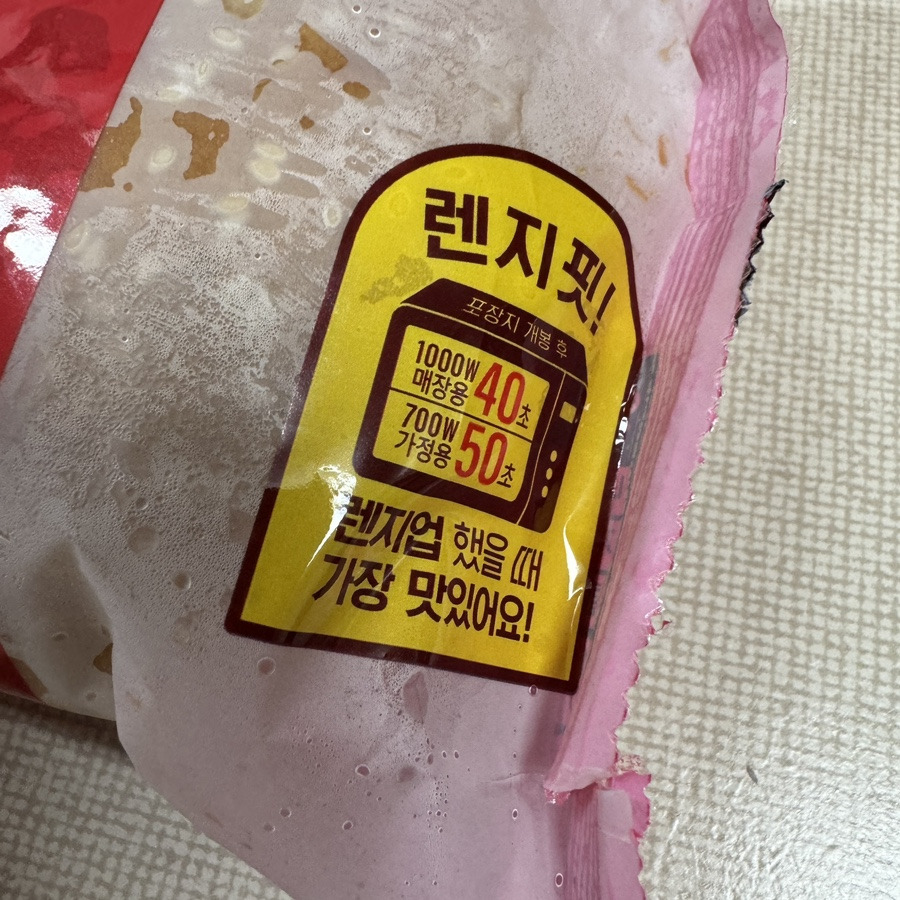 렌지핏!
포장지 개봉 후
1000W
매장용 40초
700W
가정용 50초
렌지업 했을 때
가장 맛있어요!